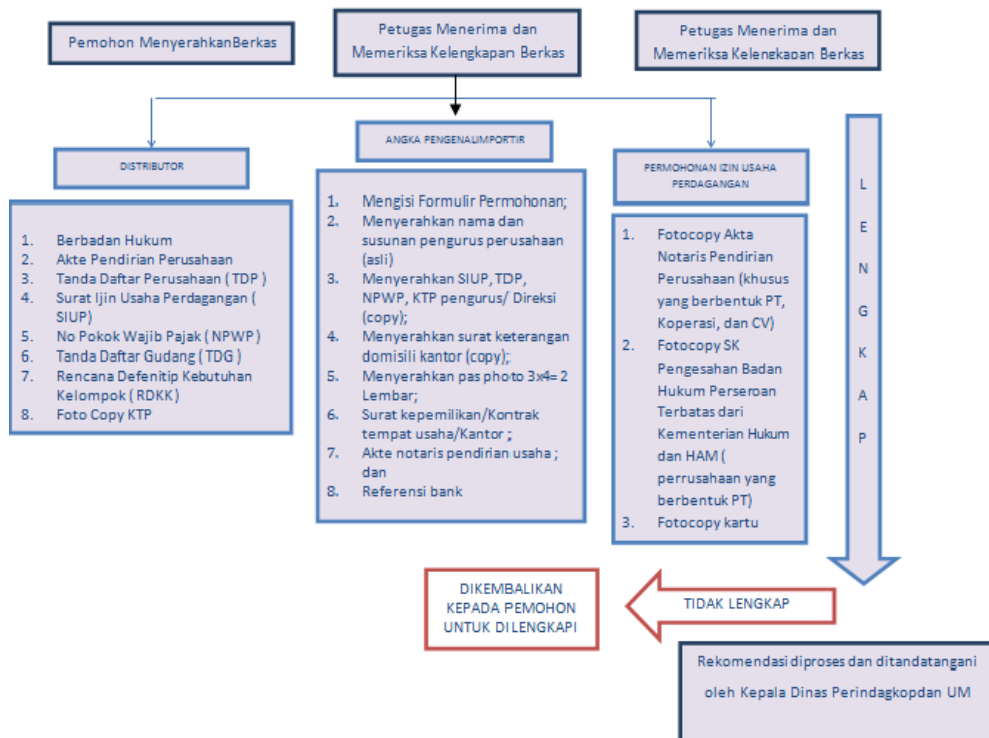 Pemohon MenyerahkanBerkas
Petugas Menerima dan
Memeriksa Kelengkapan Berkas
Petugas Menerima dan
Memeriksa Kelengkapan Berkas
DISTRIBUTOR
1. Berbadan Hukum
2. Akte Pendirian Perusahaan
3. Tanda Daftar Perusahaan ( TDP )
4. Surat Ijin Usaha Perdagangan (
SIUP)
5. No Pokok Wajib Pajak ( NPWP )
6. Tanda Daftar Gudang ( TDG )
7. Rencana Defenitip Kebutuhan
Kelompok ( RDKK )
8. Foto Copy KTP
ANGKA PENGENALIMPORTIR
1. Mengisi Formulir Permohonan;
2. Menyerahkan nama dan
susunan pengurus perusahaan
(asli)
3. Menyerahkan SIUP, TDP,
NPWP, KTP pengurus/ Direksi
(copy);
4. Menyerahkan surat keterangan
domisili kantor (copy);
5. Menyerahkan pas photo 3x4= 2
Lembar;
6. Surat kepemilikan/Kontrak
tempat usaha/Kantor ;
7. Akte notaris pendirian usaha ;
dan
8. Referensi bank
PERMOHONAN IZIN USAHA
PERDAGANGAN
1. Fotocopy Akta
Notaris Pendirian
Perusahaan (khusus
yang berbentuk PT,
Koperasi, dan CV)
2. Fotocopy SK
Pengesahan Badan
Hukum Perseroan
Terbatas dari
Kementerian Hukum
dan HAM (
perrusahaan yang
berbentuk PT)
3. Fotocopy kartu
L
E
N
G
K
A
P
TIDAK LENGKAP
DIKEMBALIKAN
KEPADA PEMOHON
UNTUK DILENGKAPI
Rekomendasi diproses dan ditandatangani
oleh Kepala Dinas Perindagkopdan UM